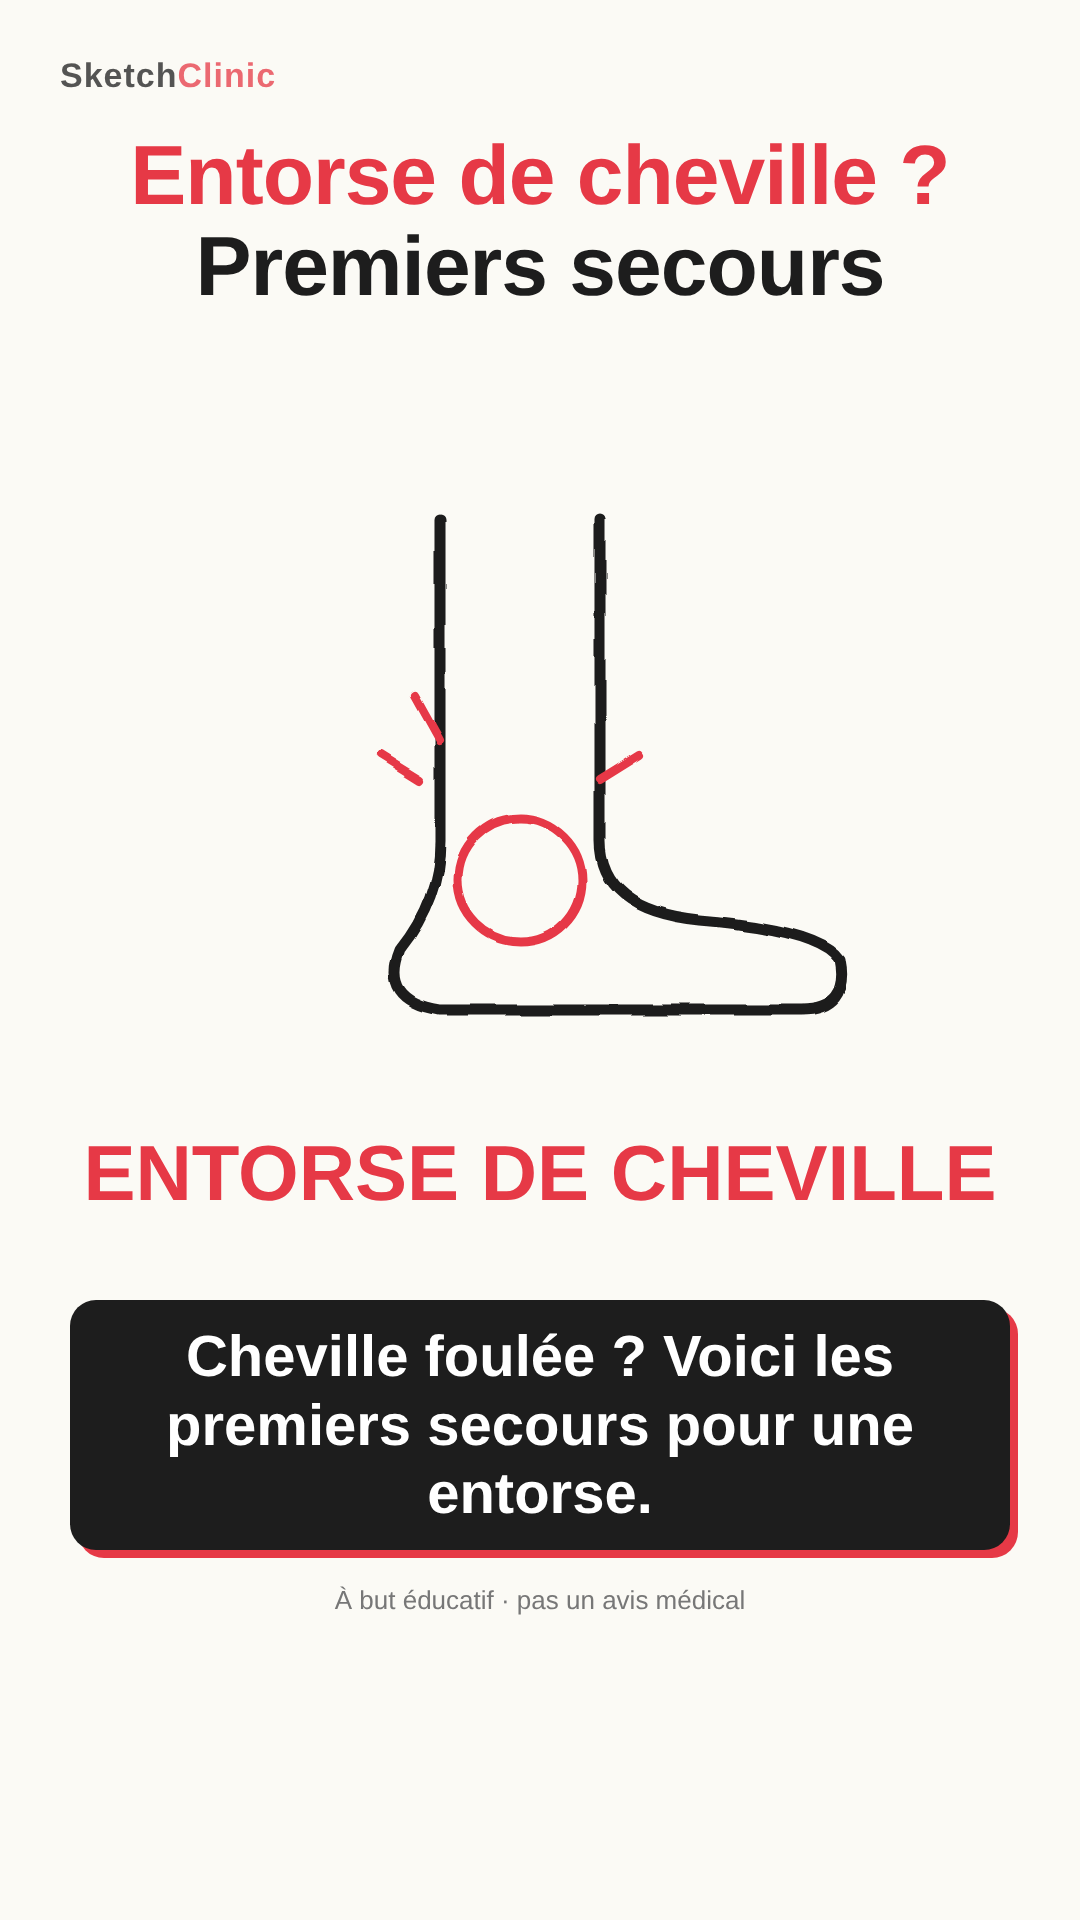 SketchClinic
Entorse de cheville ?
Premiers secours
ENTORSE DE CHEVILLE
Cheville foulée ? Voici les
premiers secours pour une
entorse.
À but éducatif · pas un avis médical